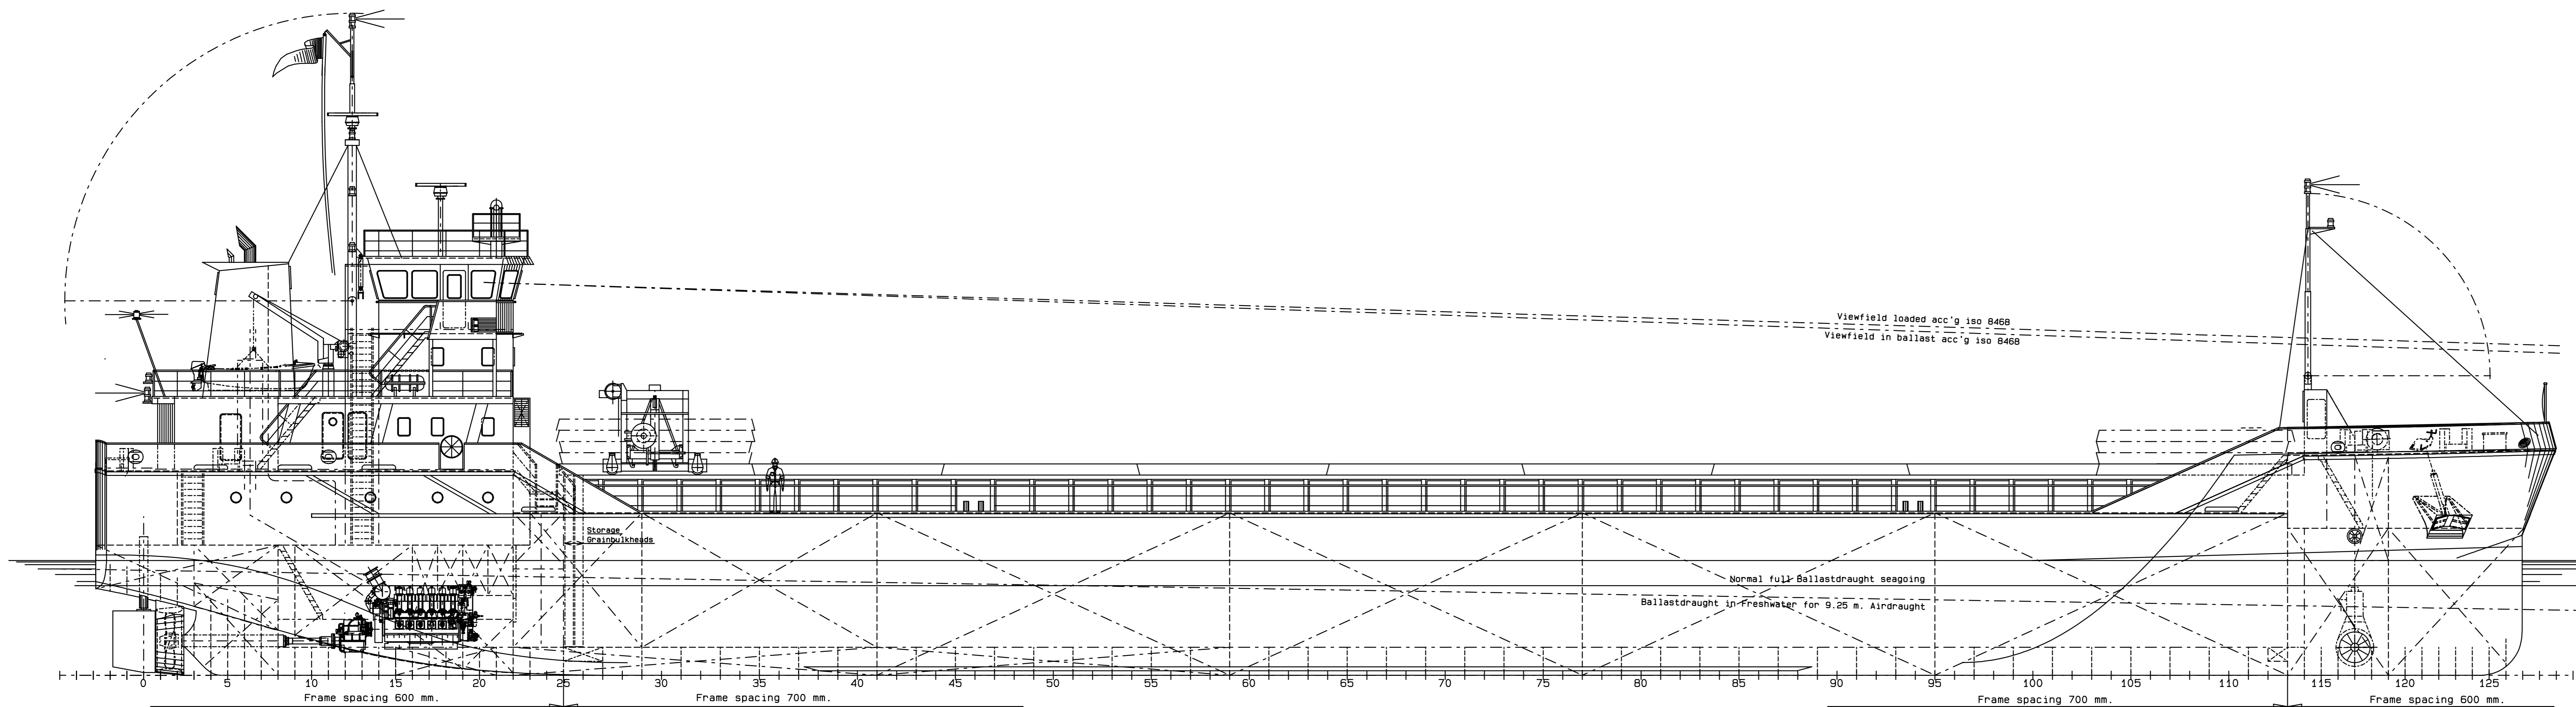 Viewfield loaded acc'g iso 8468
Viewfield in ballast acc'g iso 8468
Storage
Grainbulkheads
Normal full Ballastdraught seagoing
Ballastdraught in Freshwater for 9.25 m. Airdraught
0 5 10 15 20 25 30 35 40 45 50 55 60 65 70 75 80 85 90 95 100 105 110 115 120 125
Frame spacing 600 mm. Frame spacing 700 mm. Frame spacing 700 mm. Frame spacing 600 mm.